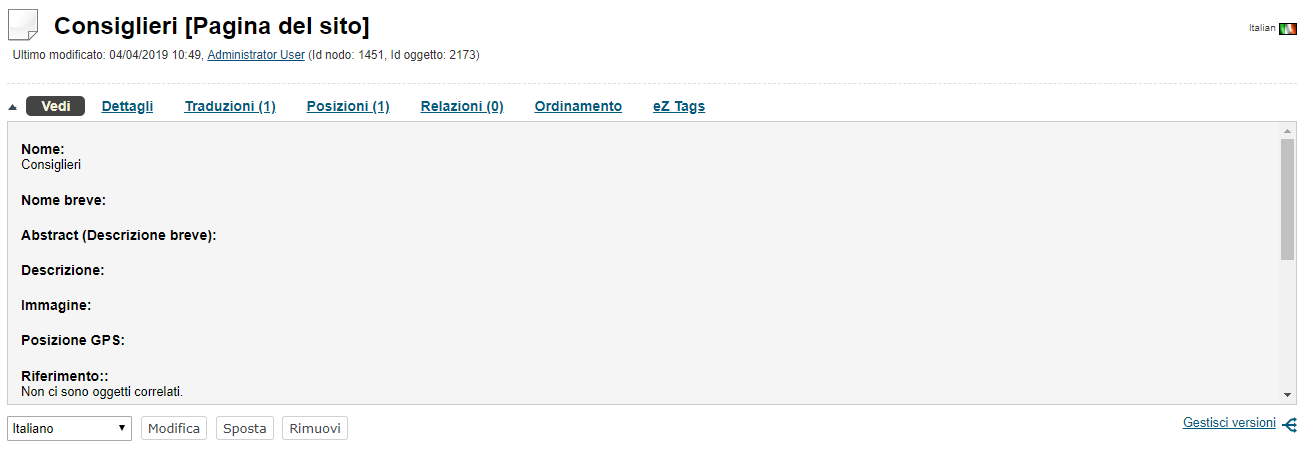 Consiglieri [Pagina del sito]
Italian
Ultimo modificato: 04/04/2019 10:49, Administrator User (Id nodo: 1451, Id oggetto: 2173)
Vedi Dettagli Traduzioni (1) Posizioni (1) Relazioni (0) Ordinamento eZ Tags
Nome:
Consiglieri
Nome breve:
Abstract (Descrizione breve):
Descrizione:
Immagine:
Posizione GPS:
Riferimento::
Non ci sono oggetti correlati.
Italiano Modifica Sposta Rimuovi Gestisci versioni